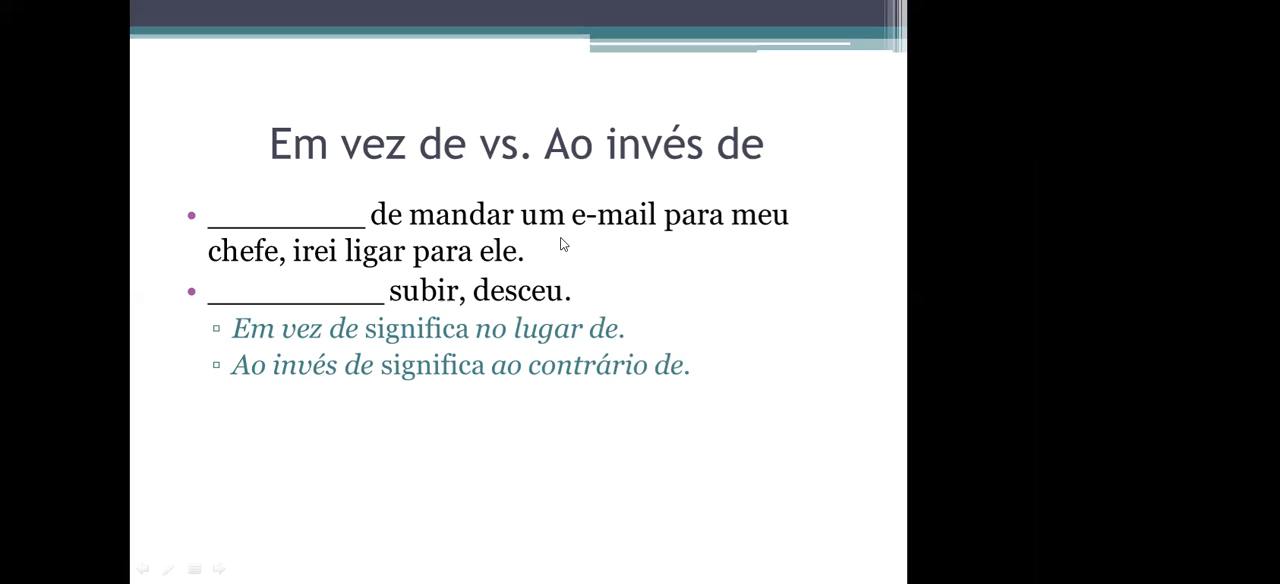 Em vez de vs. Ao invés de
• _________ de mandar um e-mail para meu
chefe, irei ligar para ele.
• __________ subir, desceu.
▫ Em vez de significa no lugar de.
▫ Ao invés de significa ao contrário de.